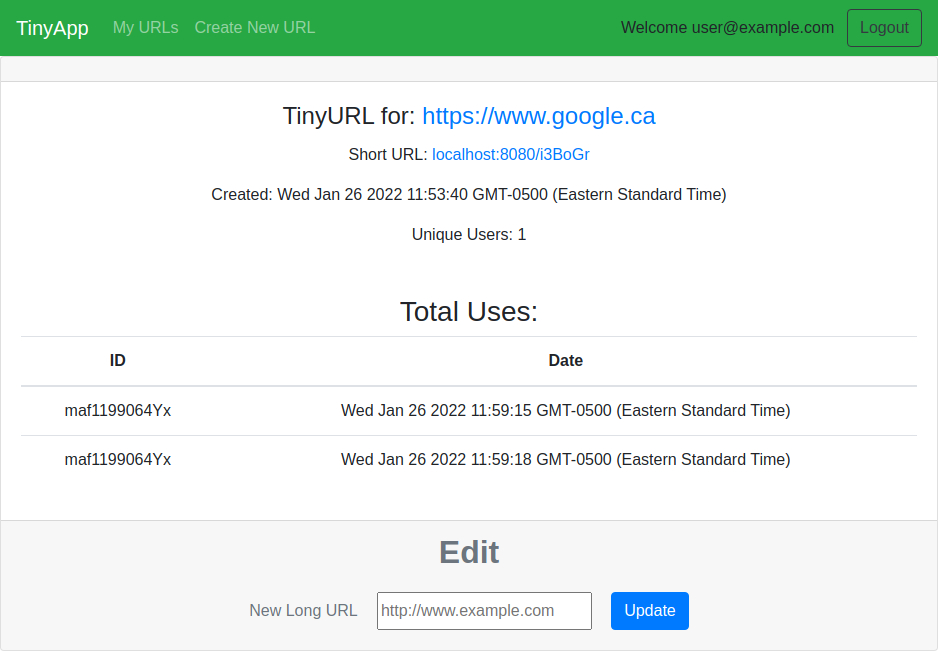 TinyApp My URLs Create New URL Welcome user@example.com Logout
TinyURL for: https://www.google.ca
Short URL: localhost:8080/i3BoGr
Created: Wed Jan 26 2022 11:53:40 GMT-0500 (Eastern Standard Time)
Unique Users: 1
Total Uses:
ID Date
maf1199064Yx Wed Jan 26 2022 11:59:15 GMT-0500 (Eastern Standard Time)
maf1199064Yx Wed Jan 26 2022 11:59:18 GMT-0500 (Eastern Standard Time)
Edit
New Long URL http://www.example.com Update